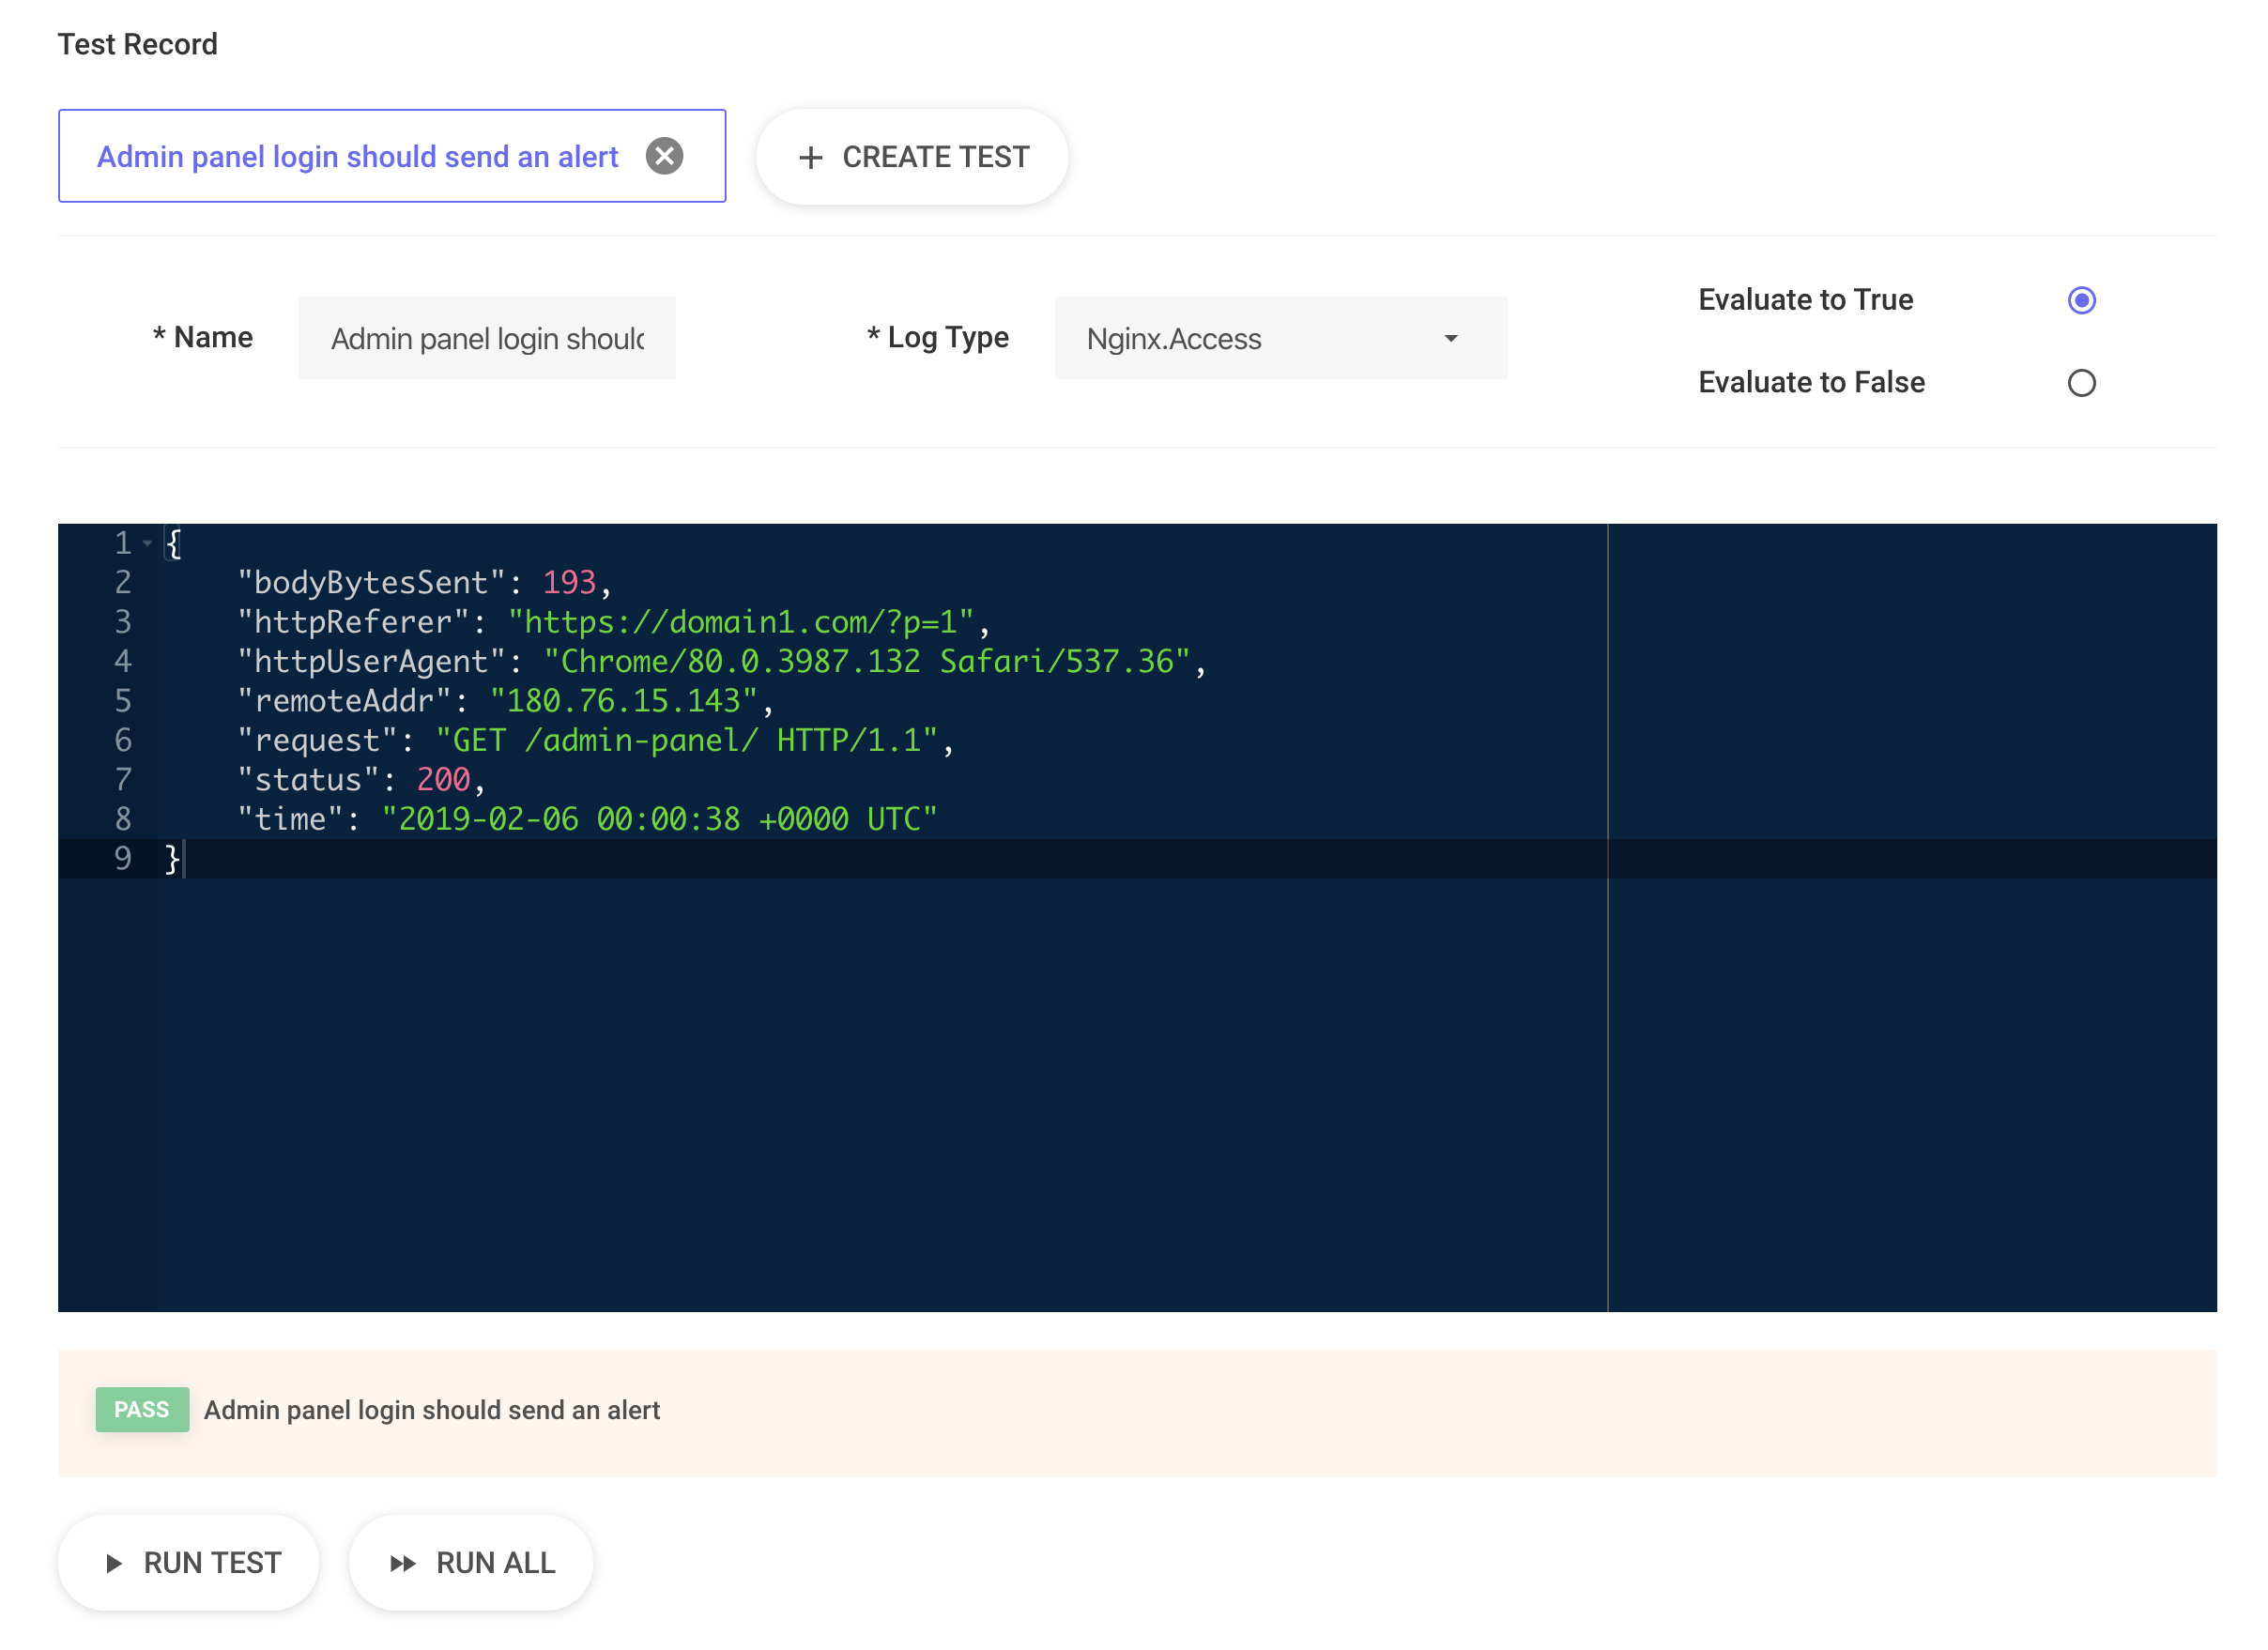 Test Record
Admin panel login should send an alert
+ CREATE TEST
* Name
Admin panel login should
* Log Type
Nginx.Access
Evaluate to True
Evaluate to False
1 {
2 "bodyBytesSent": 193,
3 "httpReferer": "https://domain1.com/?p=1",
4 "httpUserAgent": "Chrome/80.0.3987.132 Safari/537.36",
5 "remoteAddr": "180.76.15.143",
6 "request": "GET /admin-panel/ HTTP/1.1",
7 "status": 200,
8 "time": "2019-02-06 00:00:38 +0000 UTC"
9 }
PASS Admin panel login should send an alert
RUN TEST
RUN ALL